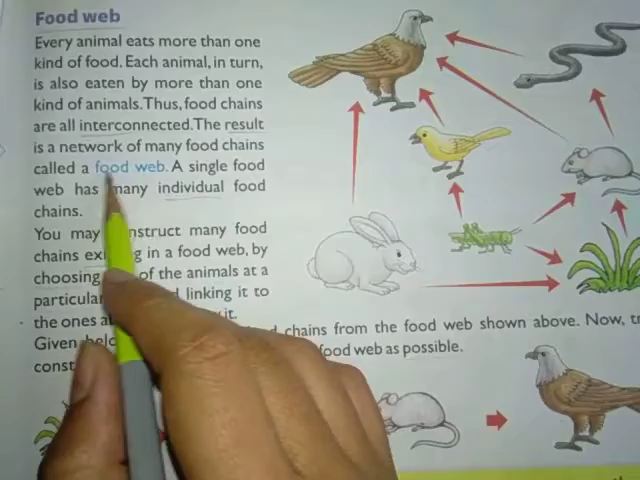 Food web
Every animal eats more than one
kind of food. Each animal, in turn,
is also eaten by more than one
kind of animals. Thus, food chains
are all interconnected. The result
is a network of many food chains
called a food web. A single food
web has many individual food
chains.
You may construct many food
chains in a food web, by
choosing of the animals at a
particular linking it to
the ones it.
Given chains from the food web shown above. Now,
food web as possible.